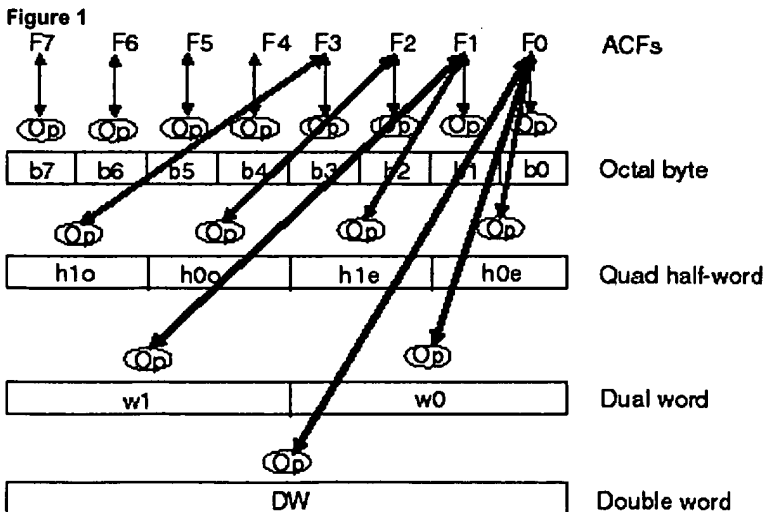 Figure 1
F7 F6 F5 F4 F3 F2 F1 F0 ACFs
Op Op Op Op Op Op Op Op
b7 b6 b5 b4 b3 b2 b1 b0 Octal byte
Op Op Op Op
h1o h0o h1e h0e Quad half-word
Op Op
w1 w0 Dual word
Op
DW Double word